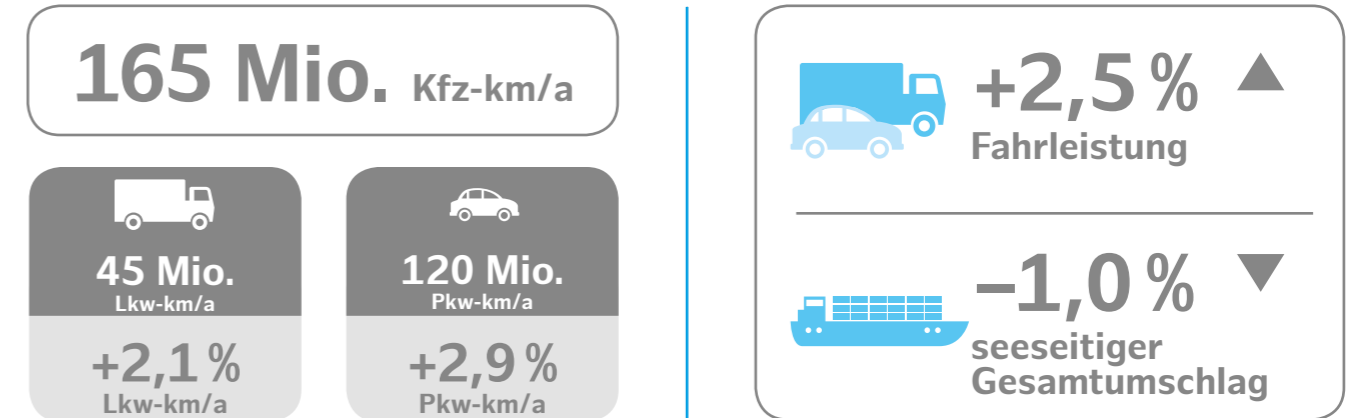 165 Mio. Kfz-km/a
45 Mio.
Lkw-km/a
+2,1 %
Lkw-km/a
120 Mio.
Pkw-km/a
+2,9 %
Pkw-km/a
+2,5 %
Fahrleistung
–1,0 %
seeseitiger
Gesamtumschlag